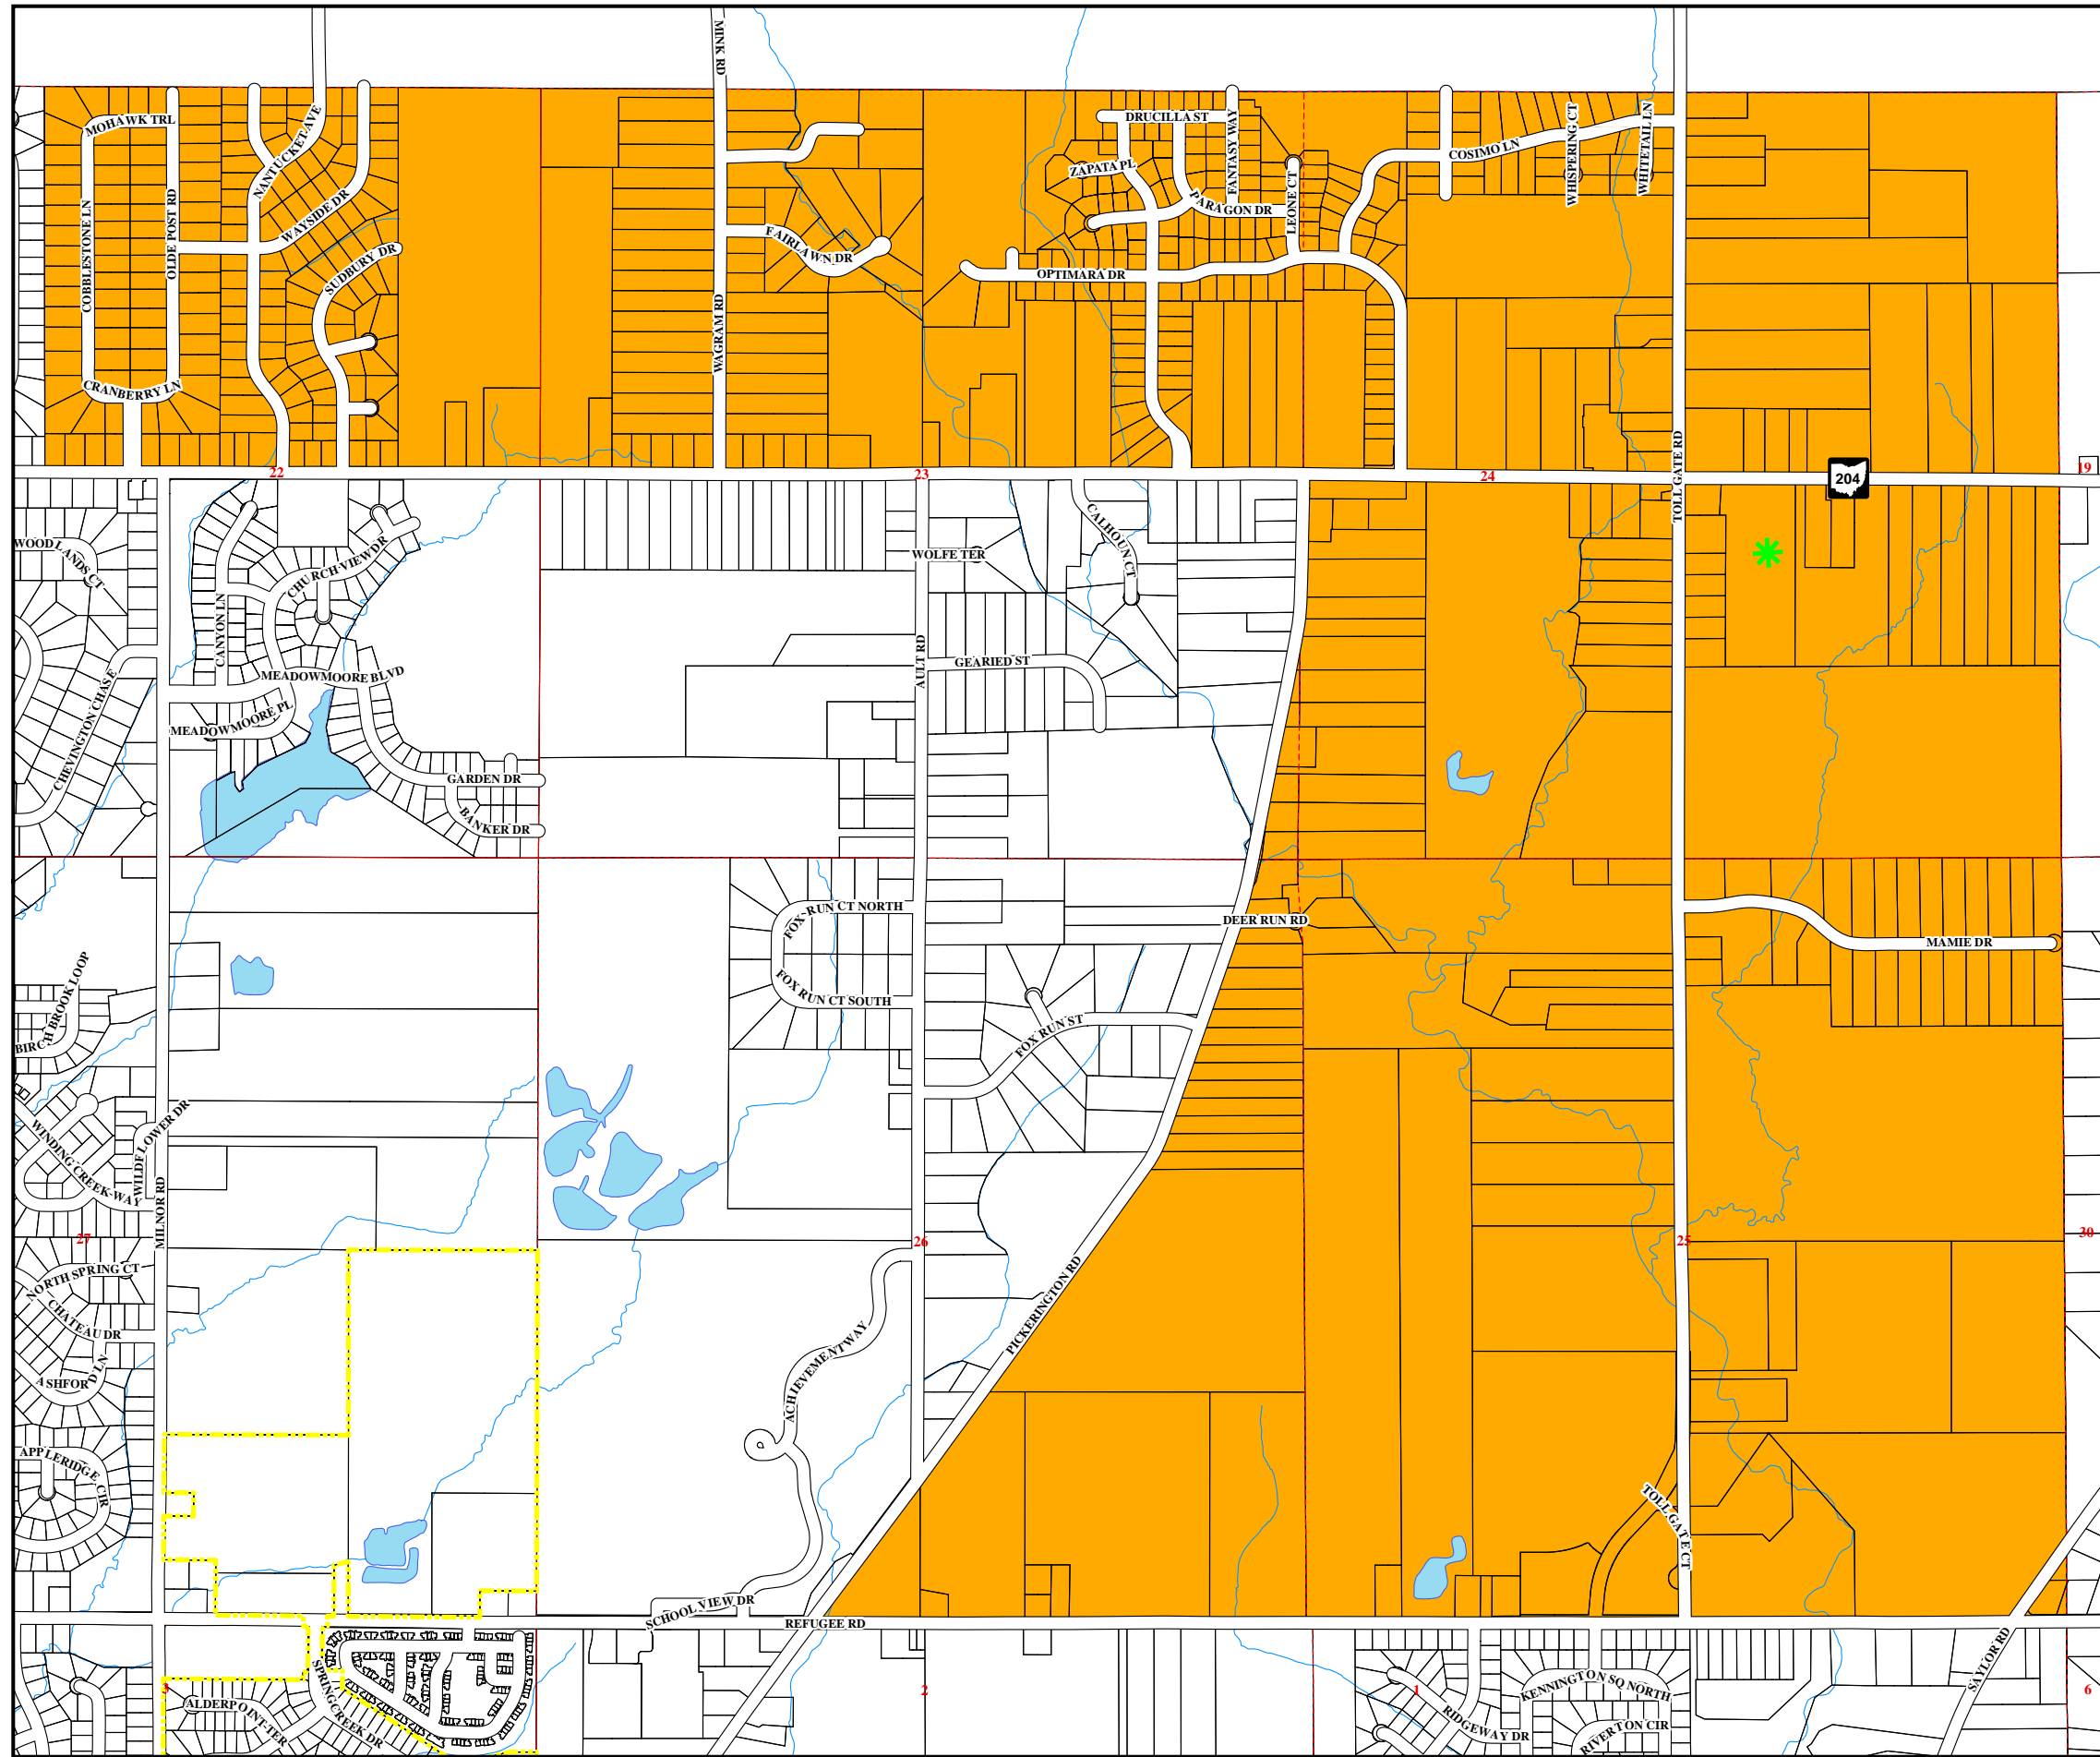 MINK RD
MOHAWK TRL
NANTUCKET AVE
DRUCILLA ST
FANTASY WAY
WHISPERING CT
WHITETAIL LN
COSIMO LN
ZAPATA PL
COBBLESTONE LN
OLDE POST RD
WAYSIDE DR
PARAGON DR
LEONE CT
SUDBURY DR
FAIRLAWN DR
OPTIMARA DR
WAGRAM RD
CRANBERRY LN
TOLL GATE RD
22
23
24
204
19
WOODLANDS CT
CHURCH VIEW DR
CALHOUN CT
WOLFE TER
CANYON LN
AULT RD
GEARIED ST
MEADOWMOORE BLVD
MEADOWMOORE PL
CHEVINGTON CHASE
GARDEN DR
BANKER DR
FOX RUN CT NORTH
DEER RUN RD
MAMIE DR
FOX RUN CT SOUTH
BIRCH BROOK LOOP
FOX RUN ST
WINDING CREEK WAY
WILDFLOWER DR
MILNOR RD
27
26
25
30
NORTH SPRING CT
CHATEAU DR
PICKERINGTON RD
ASHFORD LN
ACHIEVEMENT WAY
APPLERIDGE CIR
TOLL GATE CT
SCHOOL VIEW DR
REFUGEE RD
SAYLOR RD
3
2
1
6
ALDERPOINT TER
SPRINGCREEK DR
KENNINGTON SQ NORTH
RIDGEWAY DR
RIVERTON CIR